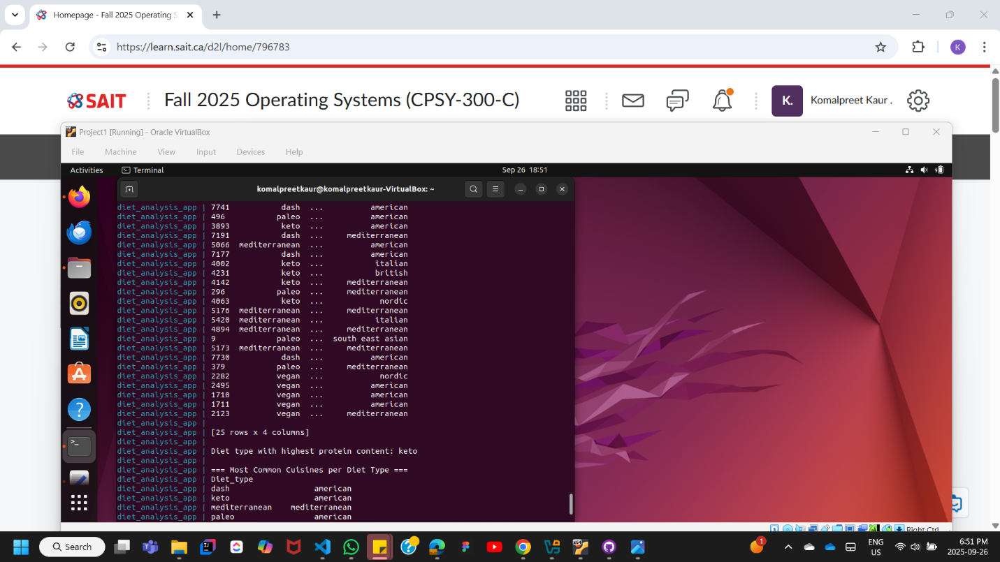 Homepage - Fall 2025 Operating S
https://learn.sait.ca/d2l/home/796783
K
SAIT
Fall 2025 Operating Systems (CPSY-300-C)
K.
Komalpreet Kaur .
Project1 [Running] - Oracle VirtualBox
File Machine View Input Devices Help
Activities Terminal Sep 26 18:51
komalpreetkaur@komalpreetkaur-VirtualBox: ~
diet_analysis_app | 7741 dash ... american
diet_analysis_app | 496 paleo ... american
diet_analysis_app | 3893 keto ... american
diet_analysis_app | 7191 dash ... mediterranean
diet_analysis_app | 5066 mediterranean ... american
diet_analysis_app | 7177 dash ... american
diet_analysis_app | 4002 keto ... italian
diet_analysis_app | 4231 keto ... british
diet_analysis_app | 4142 keto ... mediterranean
diet_analysis_app | 296 paleo ... mediterranean
diet_analysis_app | 4063 keto ... nordic
diet_analysis_app | 5176 mediterranean ... mediterranean
diet_analysis_app | 5420 mediterranean ... italian
diet_analysis_app | 4894 mediterranean ... mediterranean
diet_analysis_app | 9 paleo ... south east asian
diet_analysis_app | 5173 mediterranean ... mediterranean
diet_analysis_app | 7730 dash ... american
diet_analysis_app | 379 paleo ... mediterranean
diet_analysis_app | 2282 vegan ... nordic
diet_analysis_app | 2495 vegan ... american
diet_analysis_app | 1710 vegan ... american
diet_analysis_app | 1711 vegan ... american
diet_analysis_app | 2123 vegan ... mediterranean
diet_analysis_app |
diet_analysis_app | [25 rows x 4 columns]
diet_analysis_app |
diet_analysis_app | Diet type with highest protein content: keto
diet_analysis_app |
diet_analysis_app | === Most Common Cuisines per Diet Type ===
diet_analysis_app | Diet_type
diet_analysis_app | dash american
diet_analysis_app | keto american
diet_analysis_app | mediterranean mediterranean
diet_analysis_app | paleo american
Right Ctrl
Search
1
ENG
US
6:51 PM
2025-09-26